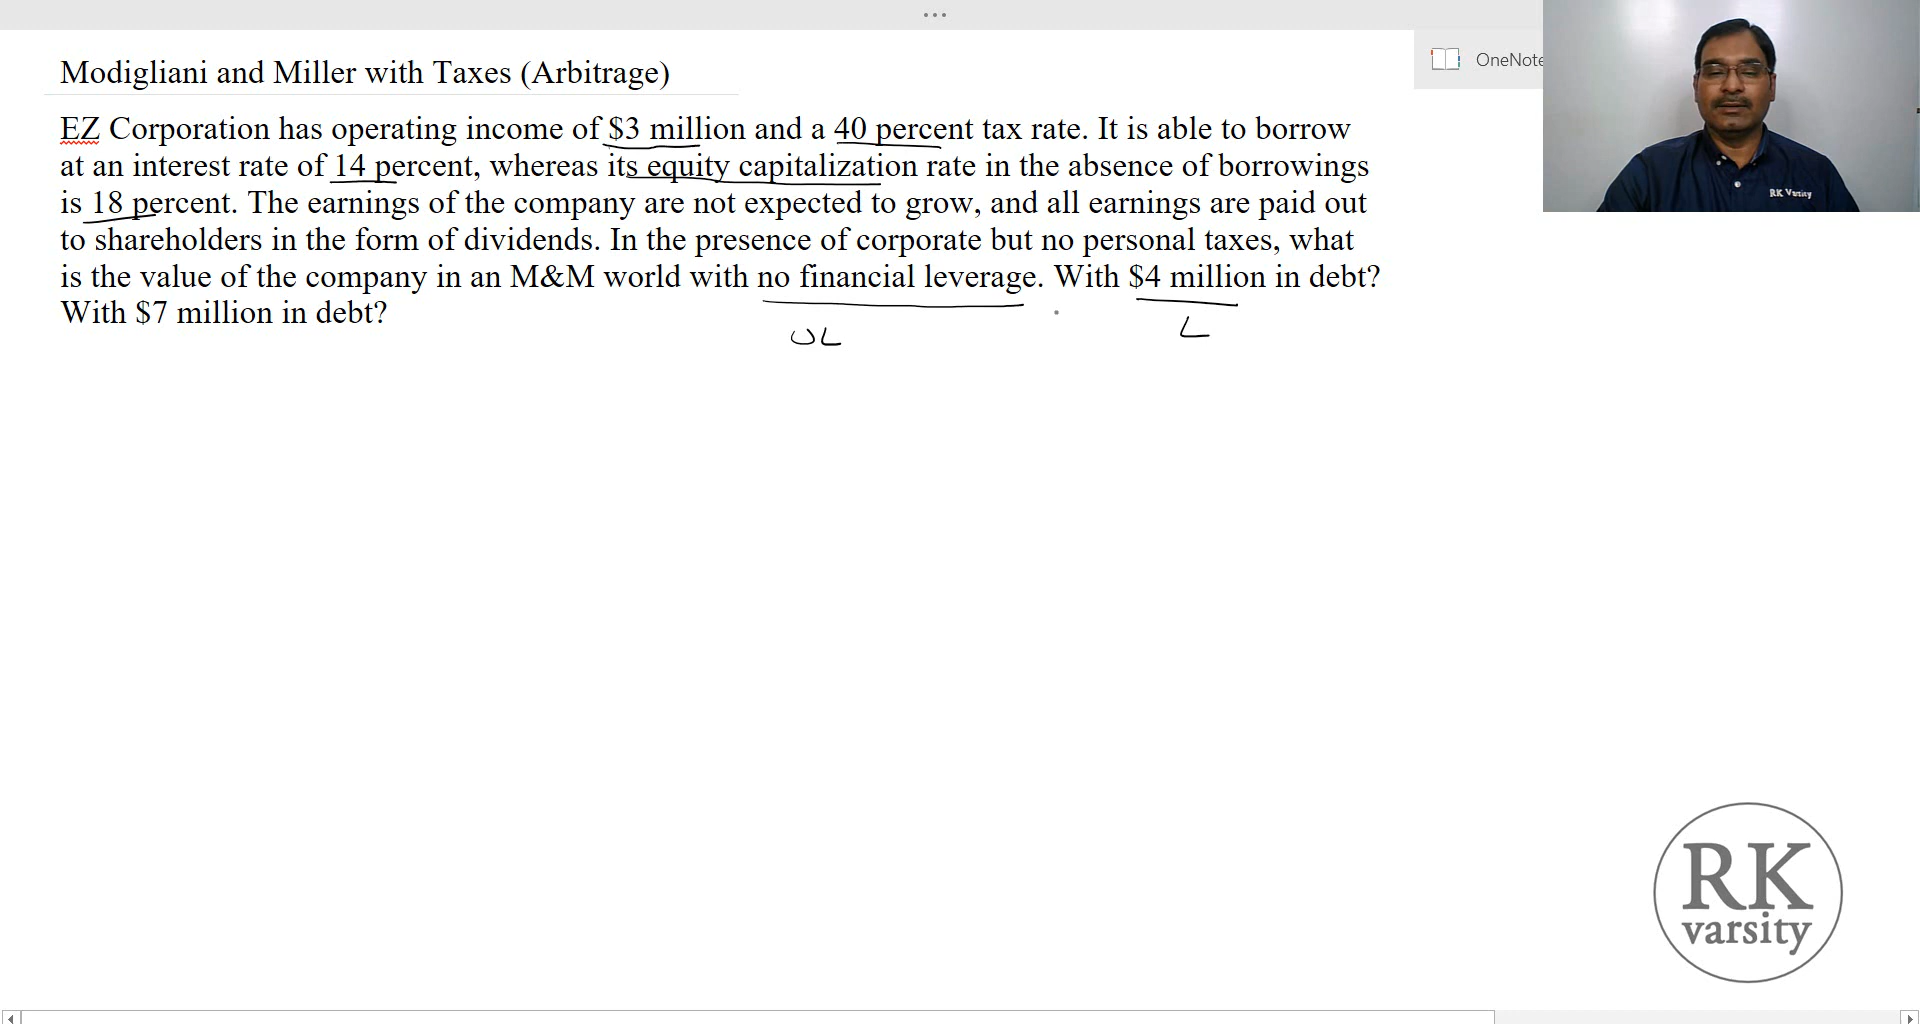 Modigliani and Miller with Taxes (Arbitrage)
OneNote
RK Varsity
EZ Corporation has operating income of $3 million and a 40 percent tax rate. It is able to borrow
at an interest rate of 14 percent, whereas its equity capitalization rate in the absence of borrowings
is 18 percent. The earnings of the company are not expected to grow, and all earnings are paid out
to shareholders in the form of dividends. In the presence of corporate but no personal taxes, what
is the value of the company in an M&M world with no financial leverage. With $4 million in debt?
With $7 million in debt?
UL
L
RK
varsity